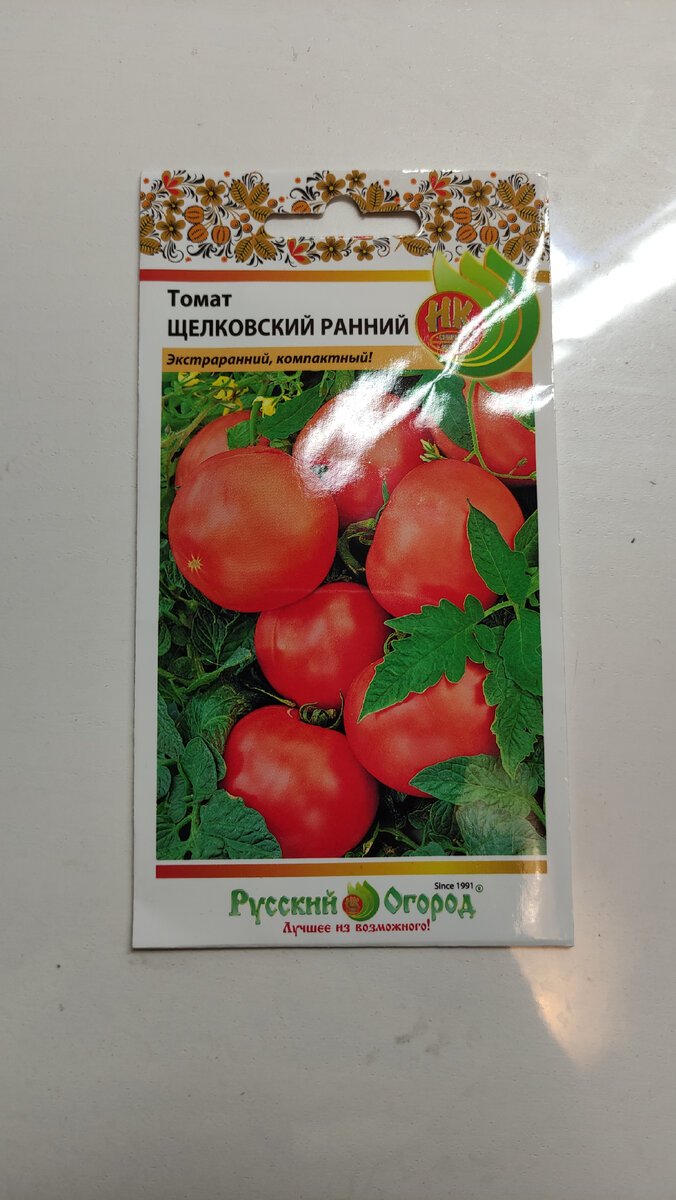 Томат
ЩЕЛКОВСКИЙ РАННИЙ
НК
Экстраранний, компактный!
Since 1991
Русский Огород
Лучшее из возможного!